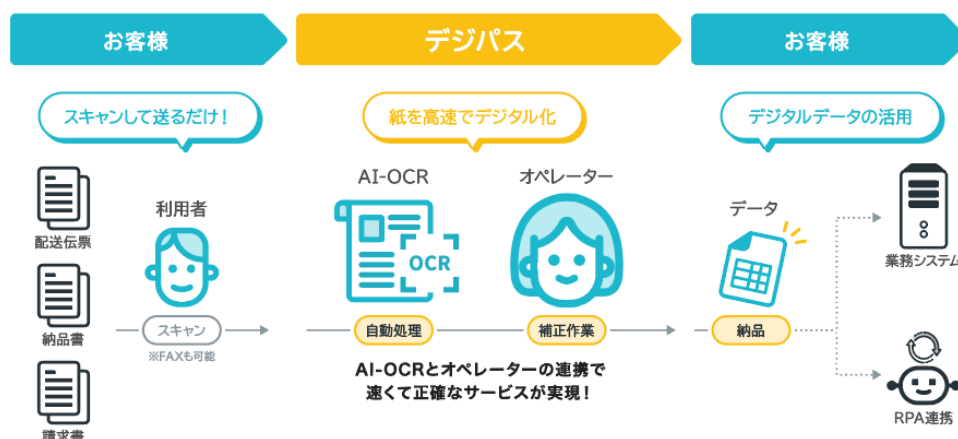 お客様
デジパス
お客様
スキャンして送るだけ！
紙を高速でデジタル化
デジタルデータの活用
配送伝票
納品書
請求書
利用者
スキャン
※FAXも可能
AI-OCR
OCR
自動処理
オペレーター
補正作業
AI-OCRとオペレーターの連携で
速くて正確なサービスが実現！
データ
納品
業務システム
RPA連携